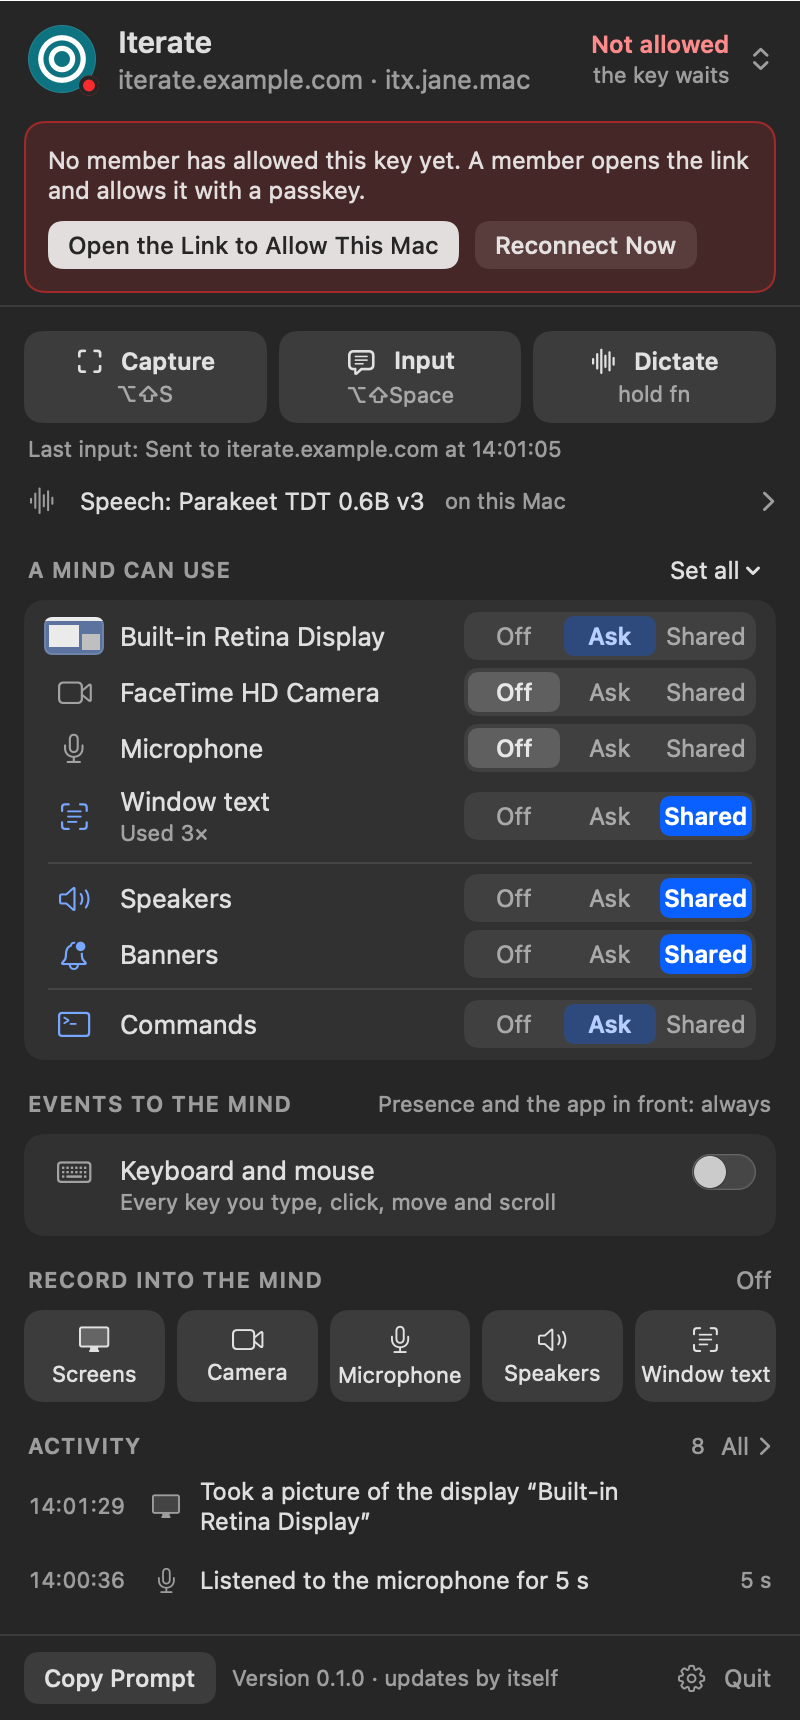 Iterate
iterate.example.com · itx.jane.mac
Not allowed
the key waits
No member has allowed this key yet. A member opens the link
and allows it with a passkey.
Open the Link to Allow This Mac
Reconnect Now
Capture
⌥⇧S
Input
⌥⇧Space
Dictate
hold fn
Last input: Sent to iterate.example.com at 14:01:05
Speech: Parakeet TDT 0.6B v3 on this Mac
A MIND CAN USE
Set all
Built-in Retina Display
Off Ask Shared
FaceTime HD Camera
Off Ask Shared
Microphone
Off Ask Shared
Window text
Used 3×
Off Ask Shared
Speakers
Off Ask Shared
Banners
Off Ask Shared
Commands
Off Ask Shared
EVENTS TO THE MIND
Presence and the app in front: always
Keyboard and mouse
Every key you type, click, move and scroll
RECORD INTO THE MIND
Off
Screens
Camera
Microphone
Speakers
Window text
ACTIVITY
8 All
14:01:29
Took a picture of the display “Built-in
Retina Display”
14:00:36
Listened to the microphone for 5 s
5 s
Copy Prompt
Version 0.1.0 · updates by itself
Quit